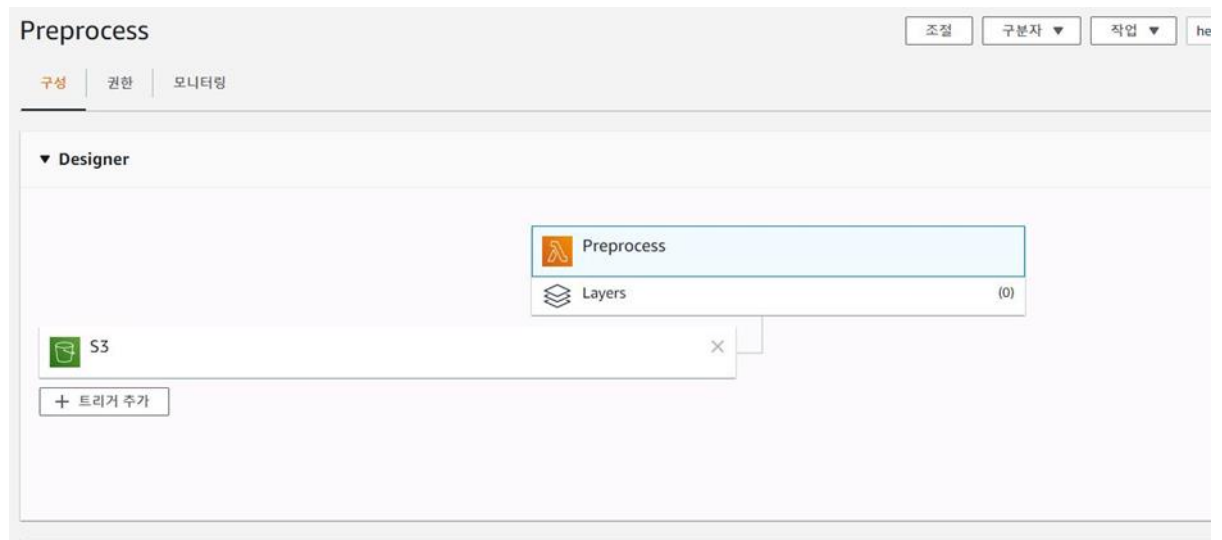 Preprocess
조절 구분자 ▼ 작업 ▼ he
구성 권한 모니터링
▼ Designer
Preprocess
Layers (0)
S3 ×
+ 트리거 추가